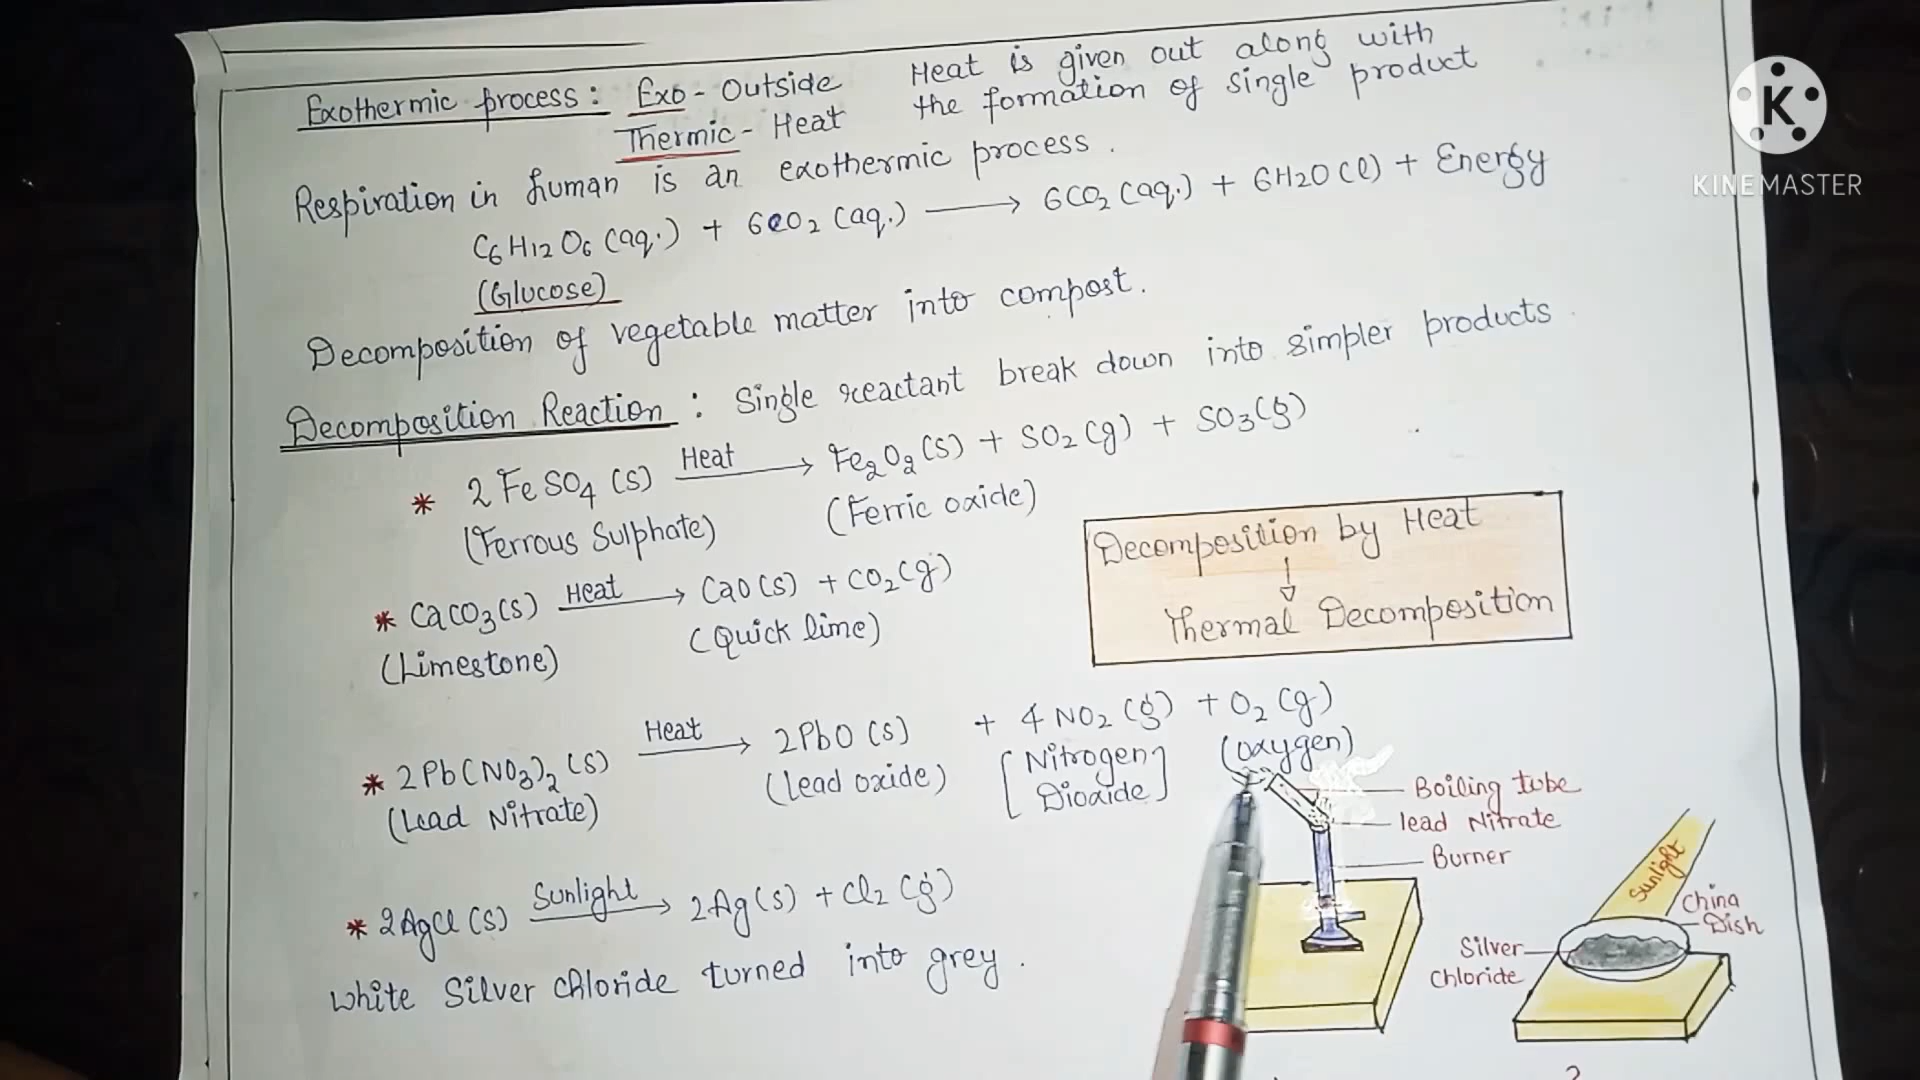 Exothermic process: Exo - Outside Heat is given out along with
Thermic - Heat the formation of single product
Respiration in human is an exothermic process.
C6H12O6 (aq.) + 6CO2 (aq.) → 6CO2 (aq.) + 6H2O (l) + Energy
(Glucose)
Decomposition of vegetable matter into compost.
Decomposition Reaction: Single reactant break down into simpler products.
* 2 FeSO4 (s) Heat → Fe2O2 (s) + SO2 (g) + SO3 (g)
(Ferrous Sulphate) (Ferric oxide)
* CaCO3 (s) Heat → CaO (s) + CO2 (g)
(Limestone) (Quick lime)
Decomposition by Heat
↓
Thermal Decomposition
* 2Pb(NO3)2 (s) Heat → 2PbO (s) + 4 NO2 (g) + O2 (g)
(Lead Nitrate) (Lead oxide) [Nitrogen Dioxide] (oxygen)
* 2AgCl (s) Sunlight → 2Ag (s) + Cl2 (g)
White Silver Chloride turned into grey.
Boiling tube
lead Nitrate
Burner
Sunlight
China
Dish
Silver
Chloride
K
KINEMASTER